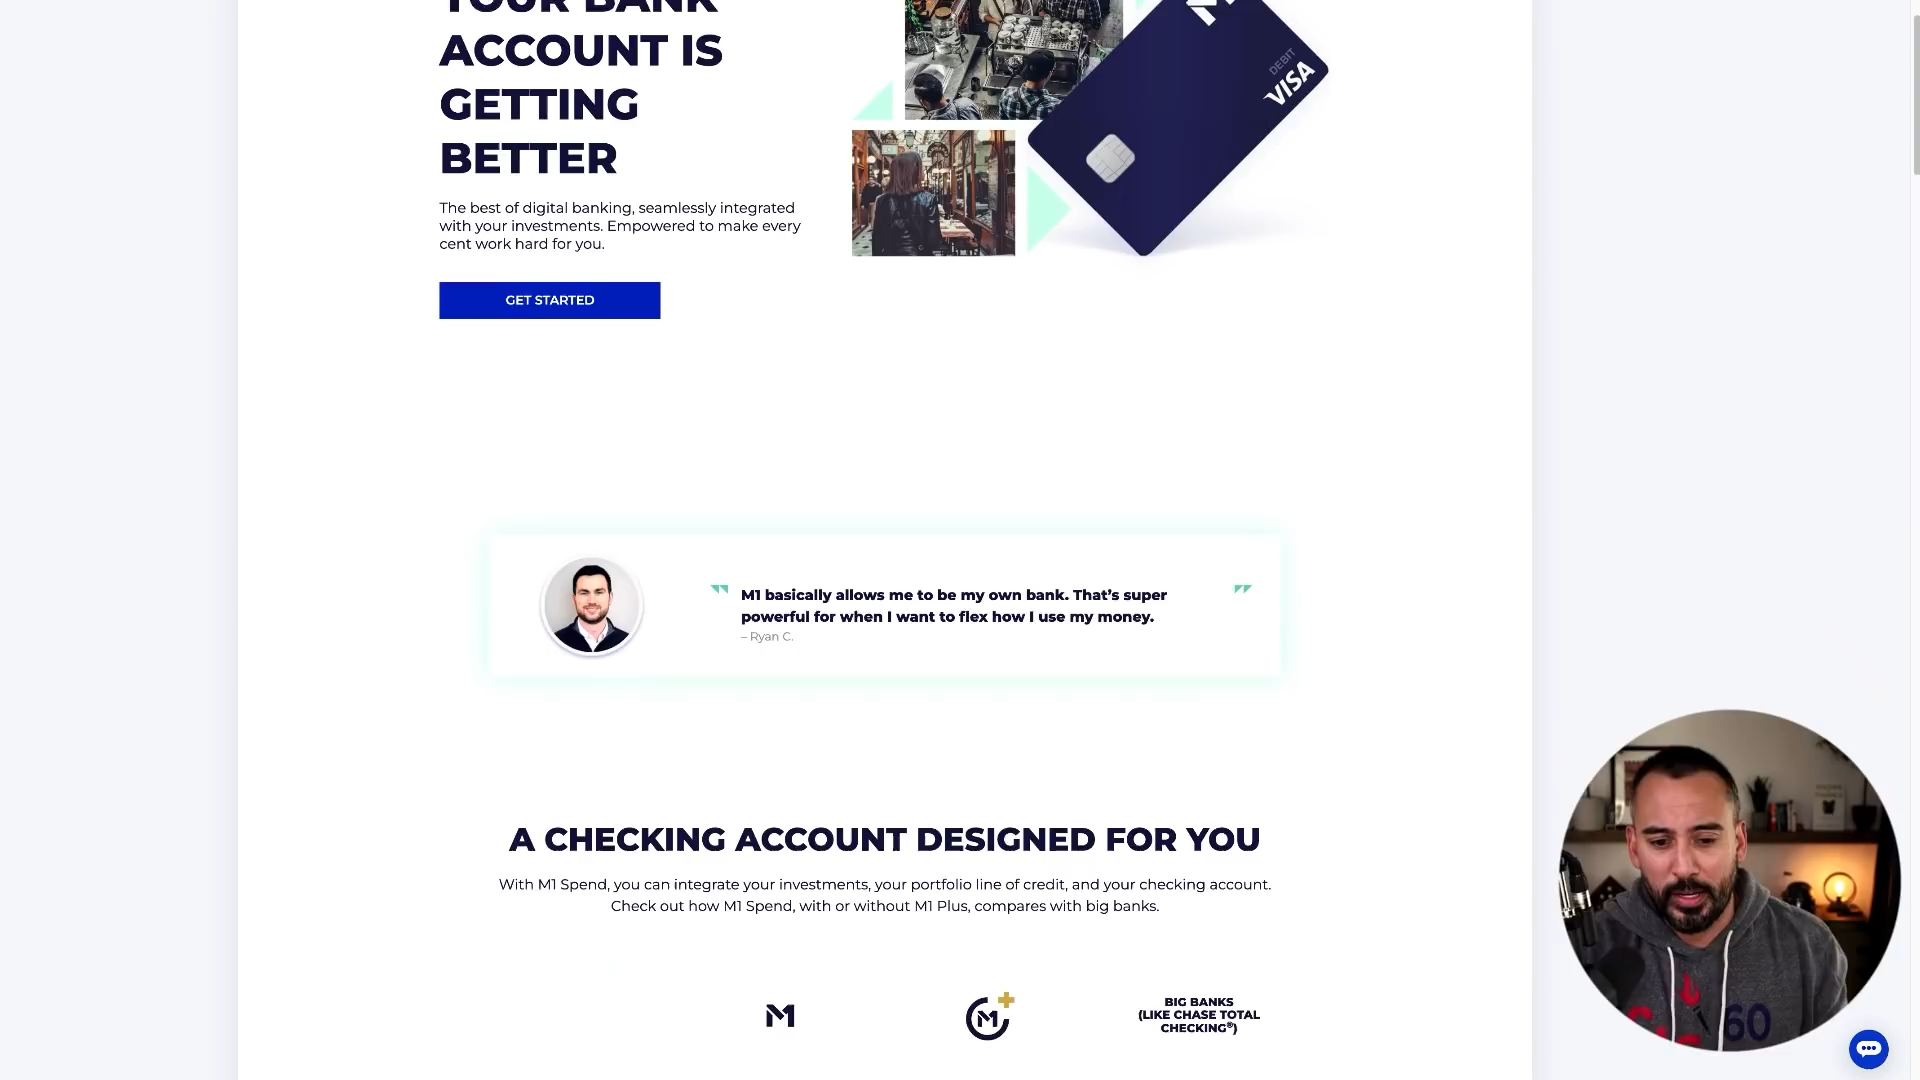 YOUR BANK
ACCOUNT IS
GETTING
BETTER
The best of digital banking, seamlessly integrated
with your investments. Empowered to make every
cent work hard for you.
GET STARTED
DEBIT
VISA
M1 basically allows me to be my own bank. That's super
powerful for when I want to flex how I use my money.
– Ryan C.
A CHECKING ACCOUNT DESIGNED FOR YOU
With M1 Spend, you can integrate your investments, your portfolio line of credit, and your checking account.
Check out how M1 Spend, with or without M1 Plus, compares with big banks.
BIG BANKS
(LIKE CHASE TOTAL
CHECKING®)
60